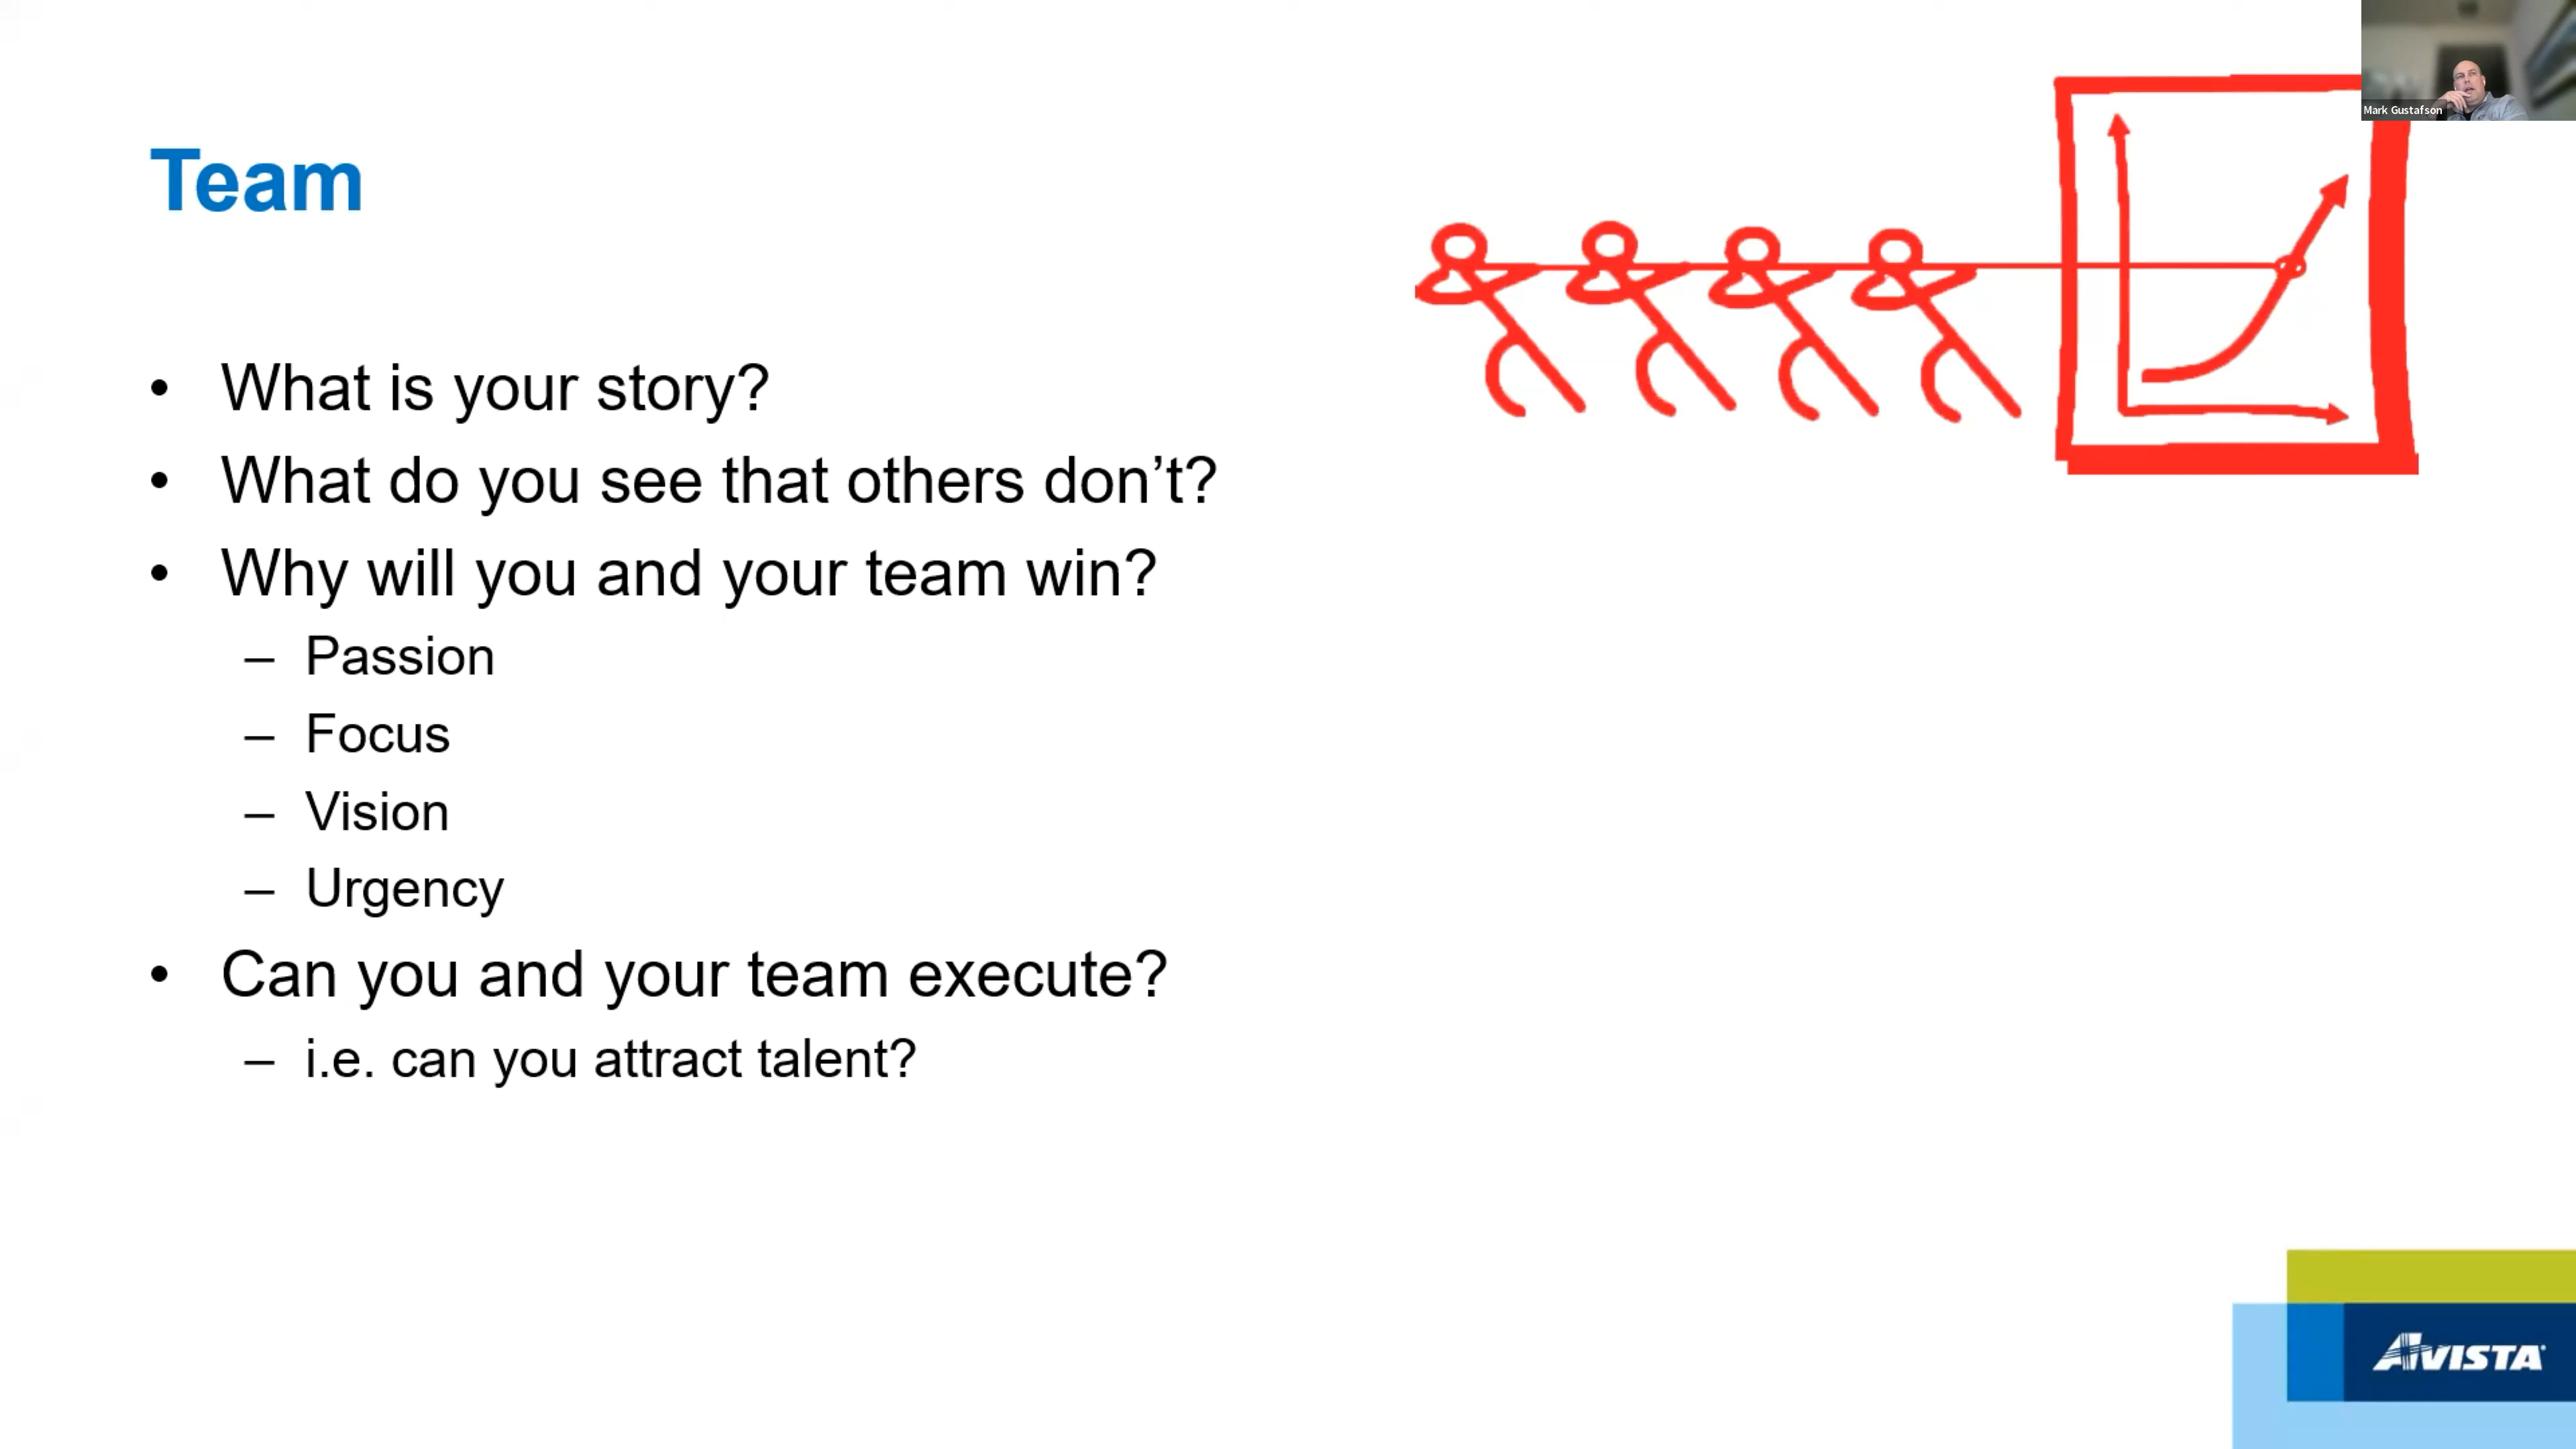 Mark Gustafson
Team
• What is your story?
• What do you see that others don’t?
• Why will you and your team win?
– Passion
– Focus
– Vision
– Urgency
• Can you and your team execute?
– i.e. can you attract talent?
AVISTA